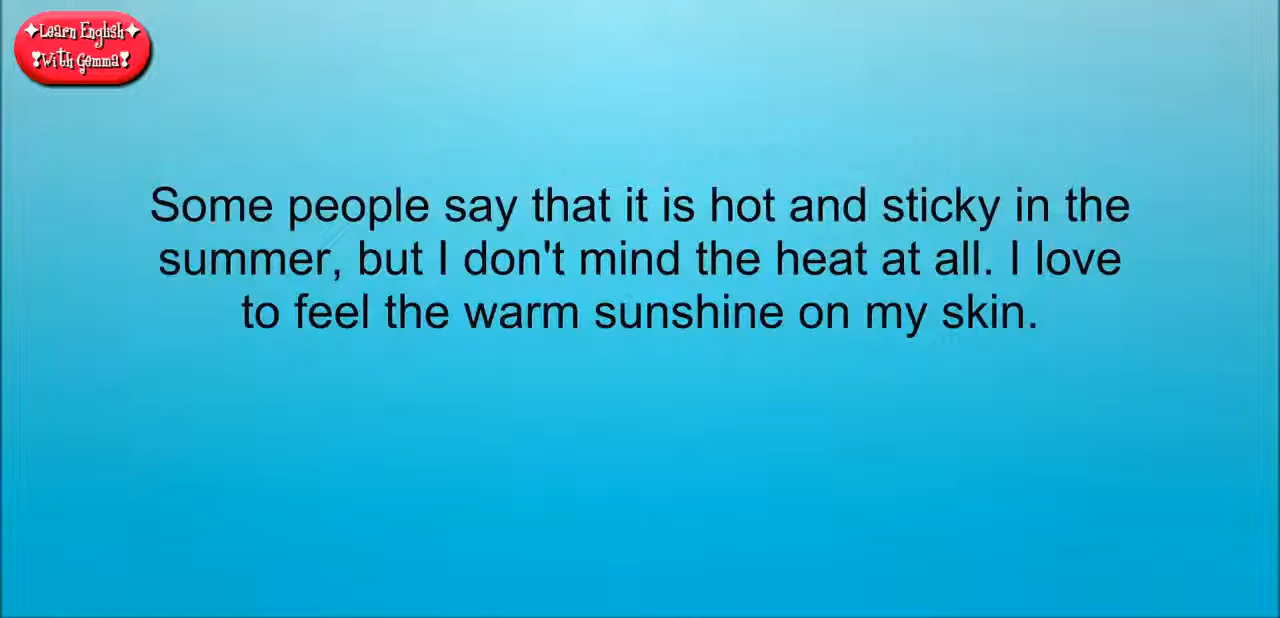 Learn English
With Gemma
Some people say that it is hot and sticky in the
summer, but I don't mind the heat at all. I love
to feel the warm sunshine on my skin.